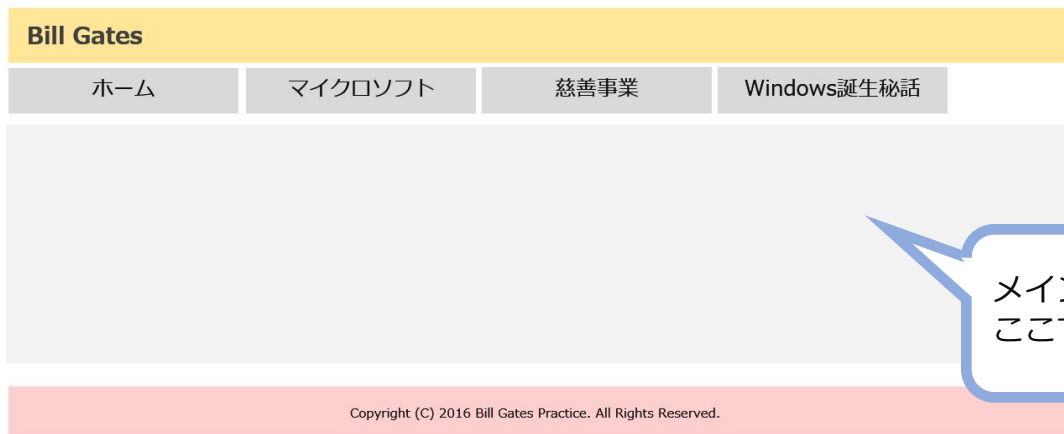 Bill Gates
ホーム
マイクロソフト
慈善事業
Windows誕生秘話
メイ
ここ
Copyright (C) 2016 Bill Gates Practice. All Rights Reserved.